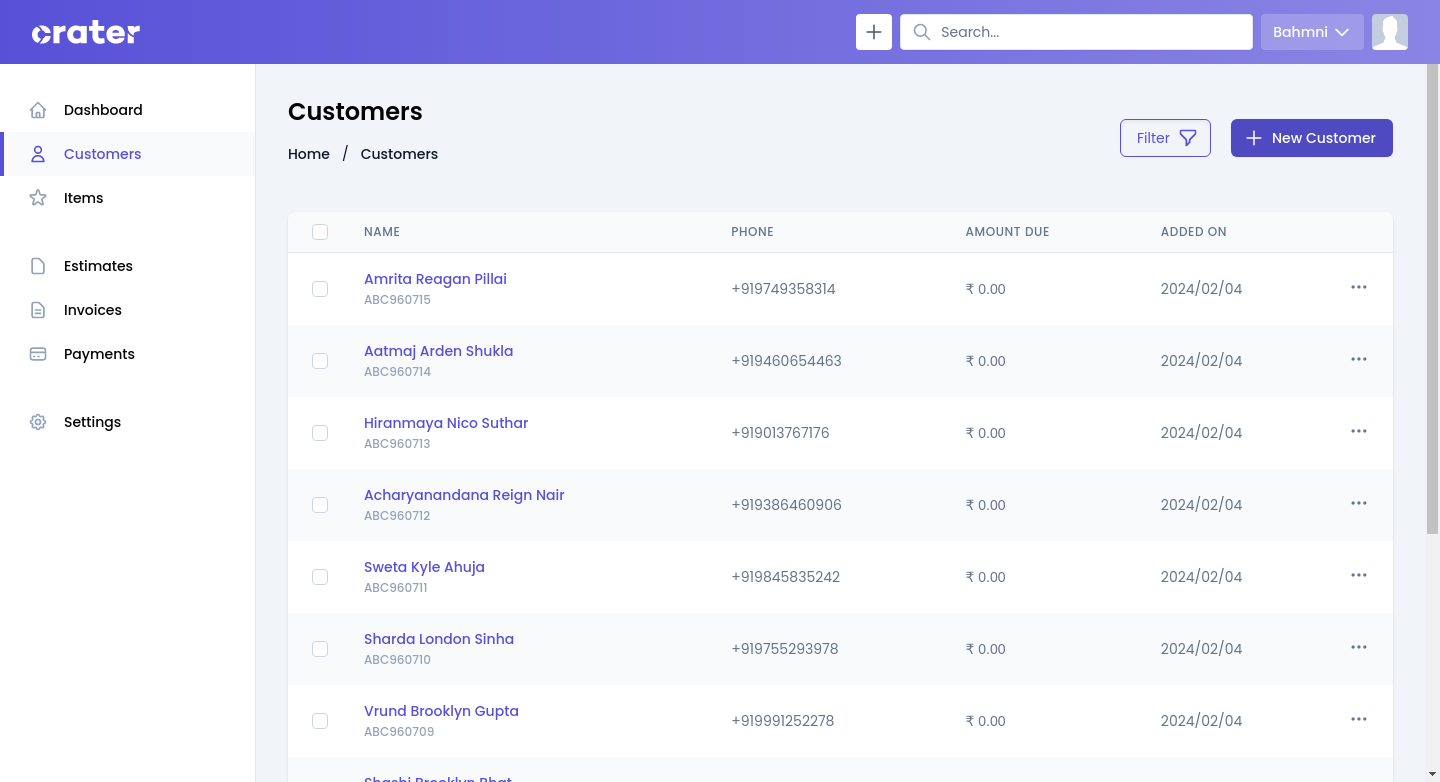 crater
Search...
Bahmni
Dashboard
Customers
Items
Estimates
Invoices
Payments
Settings
Customers
Home / Customers
Filter
New Customer
NAME PHONE AMOUNT DUE ADDED ON
Amrita Reagan Pillai
ABC960715
+919749358314 ₹ 0.00 2024/02/04
Aatmaj Arden Shukla
ABC960714
+919460654463 ₹ 0.00 2024/02/04
Hiranmaya Nico Suthar
ABC960713
+919013767176 ₹ 0.00 2024/02/04
Acharyanandana Reign Nair
ABC960712
+919386460906 ₹ 0.00 2024/02/04
Sweta Kyle Ahuja
ABC960711
+919845835242 ₹ 0.00 2024/02/04
Sharda London Sinha
ABC960710
+919755293978 ₹ 0.00 2024/02/04
Vrund Brooklyn Gupta
ABC960709
+919991252278 ₹ 0.00 2024/02/04
Shashi Brooklyn Bhat